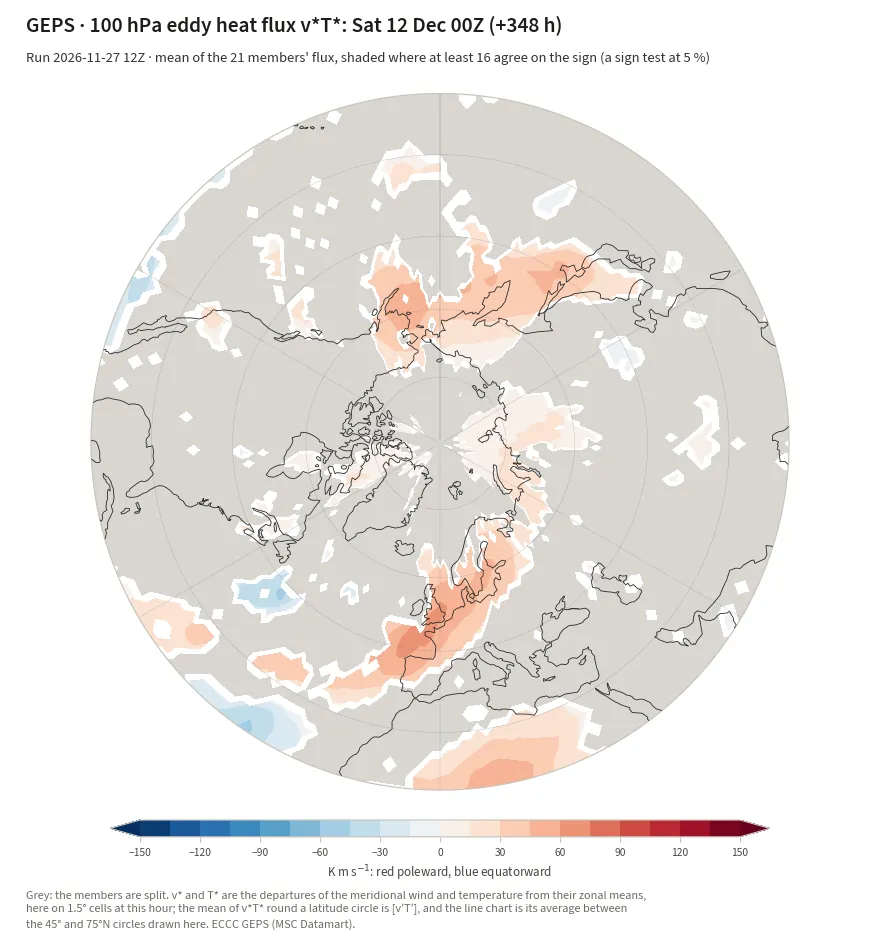 GEPS · 100 hPa eddy heat flux v*T*: Sat 12 Dec 00Z (+348 h)
Run 2026-11-27 12Z · mean of the 21 members' flux, shaded where at least 16 agree on the sign (a sign test at 5 %)
−150 −120 −90 −60 −30 0 30 60 90 120 150
K m s⁻¹: red poleward, blue equatorward
Grey: the members are split. v* and T* are the departures of the meridional wind and temperature from their zonal means,
here on 1.5° cells at this hour; the mean of v*T* round a latitude circle is [v'T'], and the line chart is its average between
the 45° and 75°N circles drawn here. ECCC GEPS (MSC Datamart).